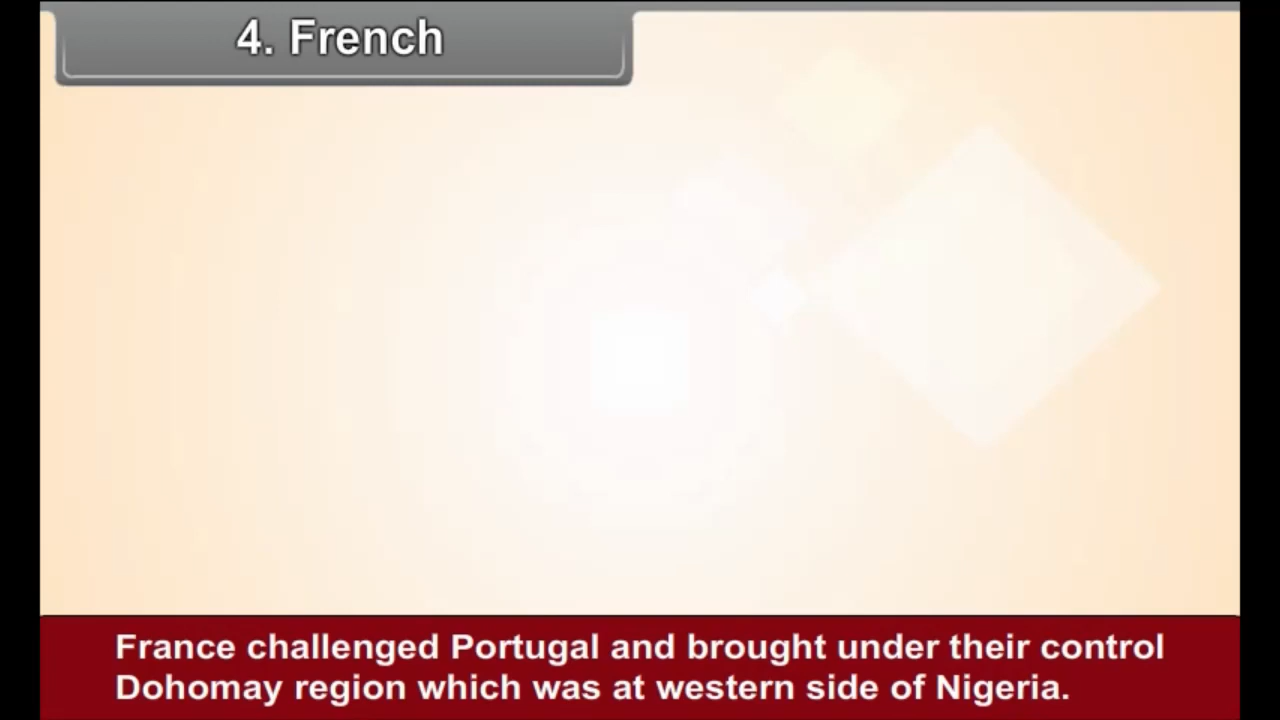 4. French
France challenged Portugal and brought under their control
Dohomay region which was at western side of Nigeria.